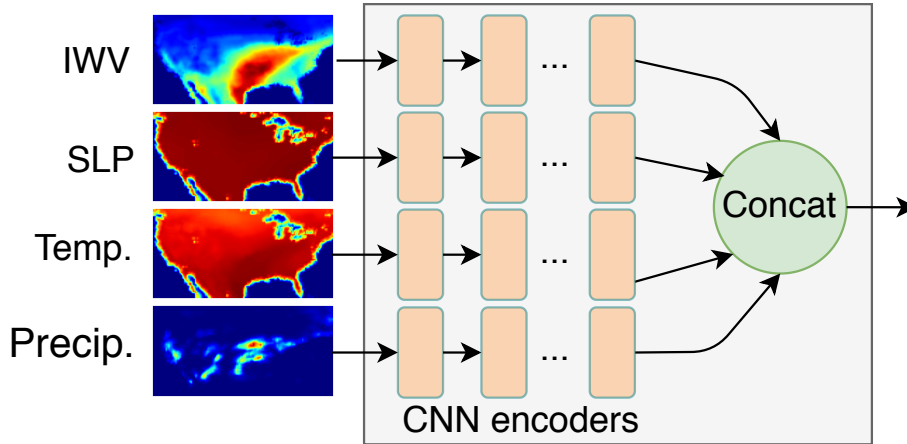 IWV
...
SLP
...
Concat
Temp.
...
Precip.
...
CNN encoders